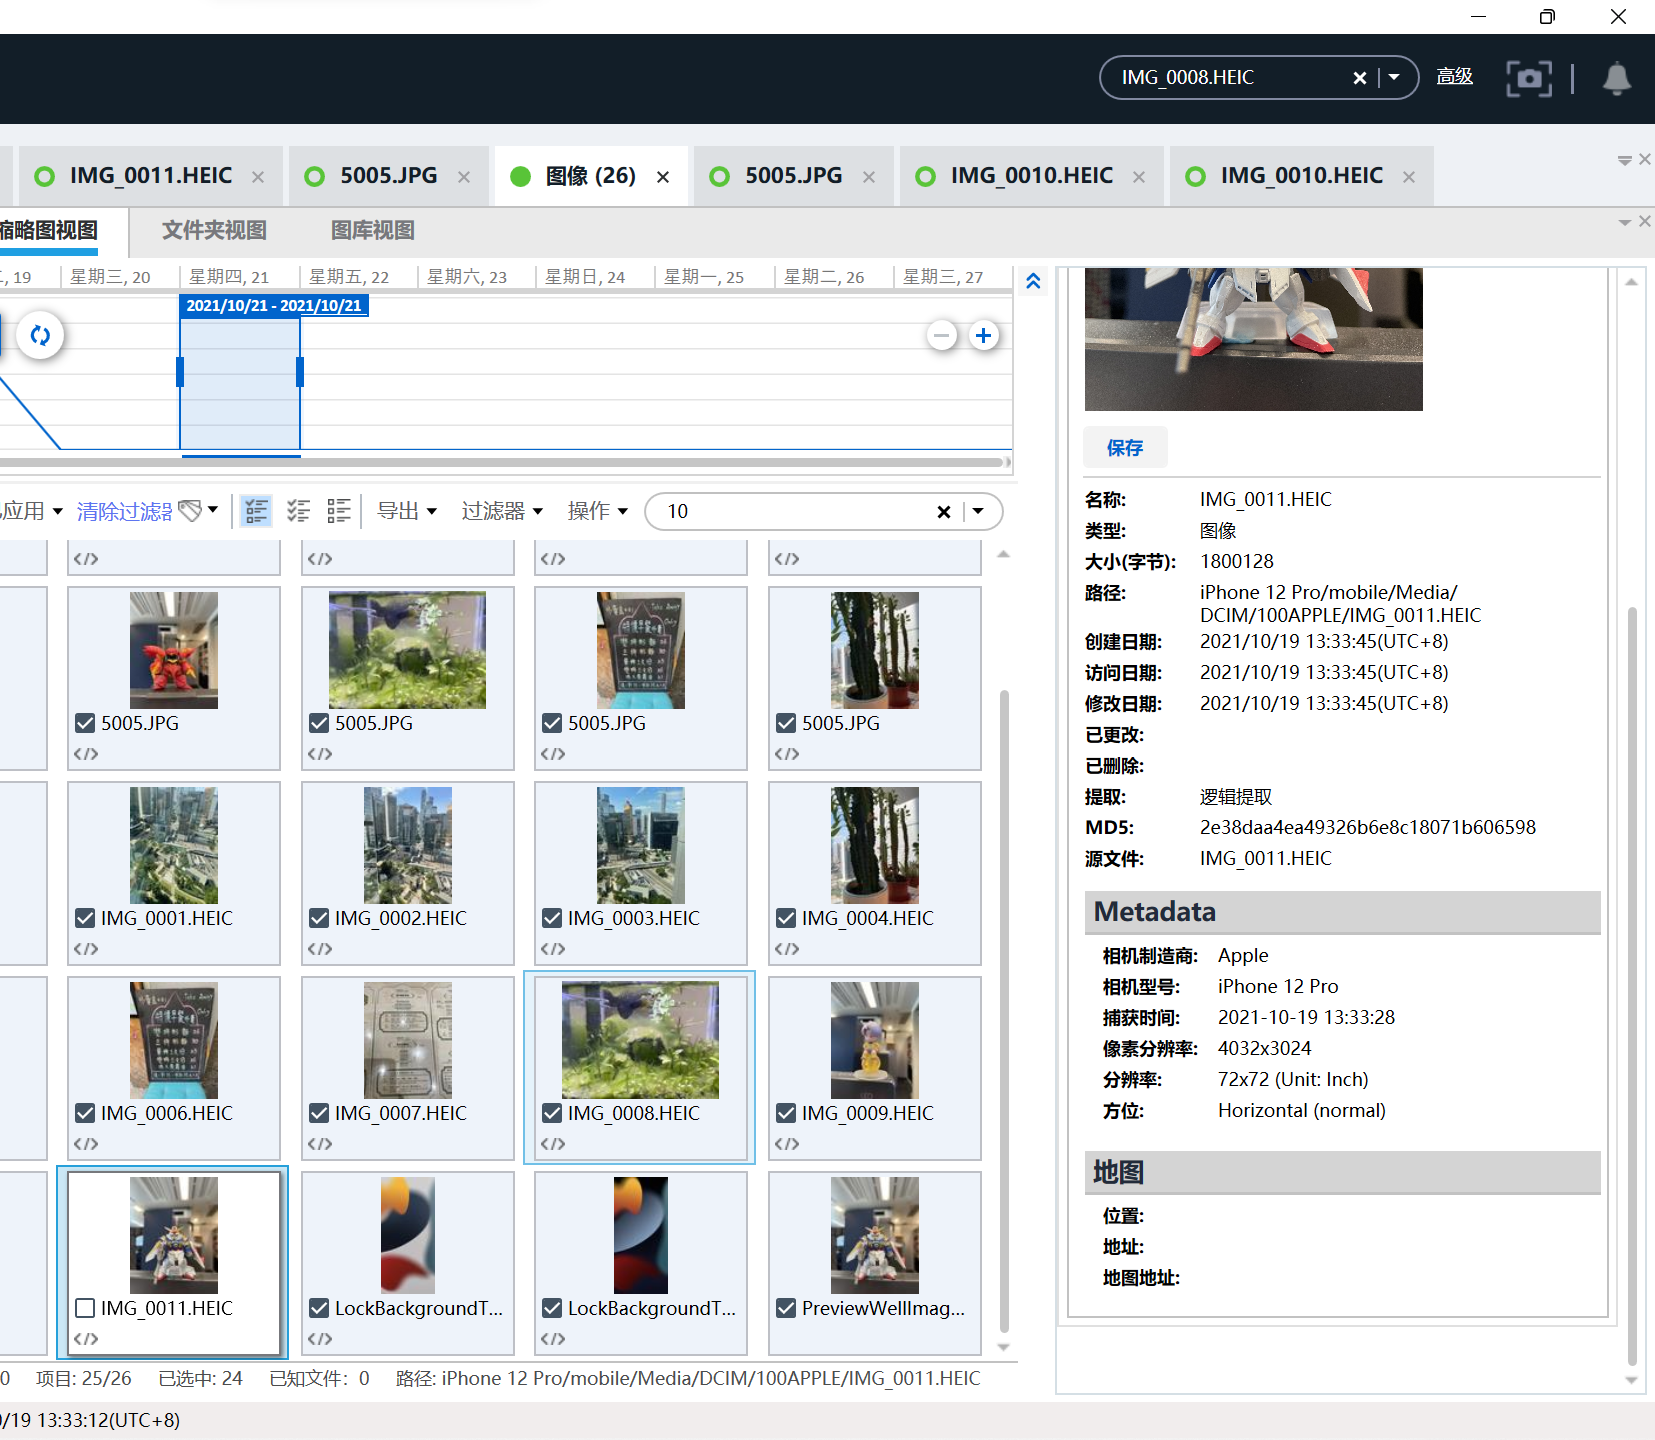 IMG_0008.HEIC
高级
IMG_0011.HEIC
5005.JPG
图像 (26)
5005.JPG
IMG_0010.HEIC
IMG_0010.HEIC
缩略图视图
文件夹视图
图库视图
, 19
星期三, 20
星期四, 21
星期五, 22
星期六, 23
星期日, 24
星期一, 25
星期二, 26
星期三, 27
2021/10/21 - 2021/10/21
应用
清除过滤器
导出
过滤器
操作
10
</>
</>
</>
</>
5005.JPG
5005.JPG
5005.JPG
5005.JPG
</>
</>
</>
</>
IMG_0001.HEIC
IMG_0002.HEIC
IMG_0003.HEIC
IMG_0004.HEIC
</>
</>
</>
</>
IMG_0006.HEIC
IMG_0007.HEIC
IMG_0008.HEIC
IMG_0009.HEIC
</>
</>
</>
</>
IMG_0011.HEIC
LockBackgroundT...
LockBackgroundT...
PreviewWellImag...
</>
</>
</>
</>
0
项目: 25/26
已选中: 24
已知文件: 0
路径: iPhone 12 Pro/mobile/Media/DCIM/100APPLE/IMG_0011.HEIC
/19 13:33:12(UTC+8)
保存
名称: IMG_0011.HEIC
类型: 图像
大小(字节): 1800128
路径: iPhone 12 Pro/mobile/Media/
DCIM/100APPLE/IMG_0011.HEIC
创建日期: 2021/10/19 13:33:45(UTC+8)
访问日期: 2021/10/19 13:33:45(UTC+8)
修改日期: 2021/10/19 13:33:45(UTC+8)
已更改:
已删除:
提取: 逻辑提取
MD5: 2e38daa4ea49326b6e8c18071b606598
源文件: IMG_0011.HEIC
Metadata
相机制造商: Apple
相机型号: iPhone 12 Pro
捕获时间: 2021-10-19 13:33:28
像素分辨率: 4032x3024
分辨率: 72x72 (Unit: Inch)
方位: Horizontal (normal)
地图
位置:
地址:
地图地址: